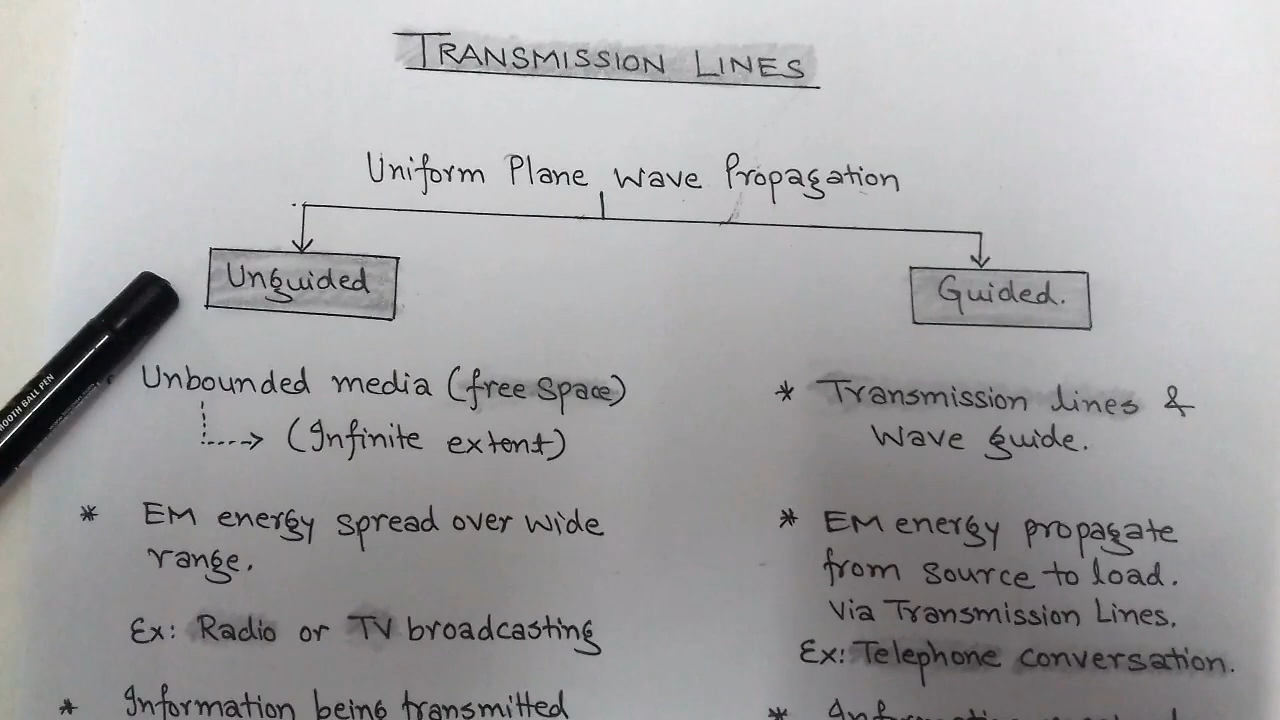 TRANSMISSION LINES
Uniform Plane Wave Propagation
Unguided
Guided.
Unbounded media (free space)
(Infinite extent)
* EM energy spread over wide
range.
Ex: Radio or TV broadcasting
* Information being transmitted
* Transmission lines &
Wave guide.
* EM energy propagate
from source to load.
Via Transmission Lines.
Ex: Telephone conversation.
*
OOTH BALL PEN